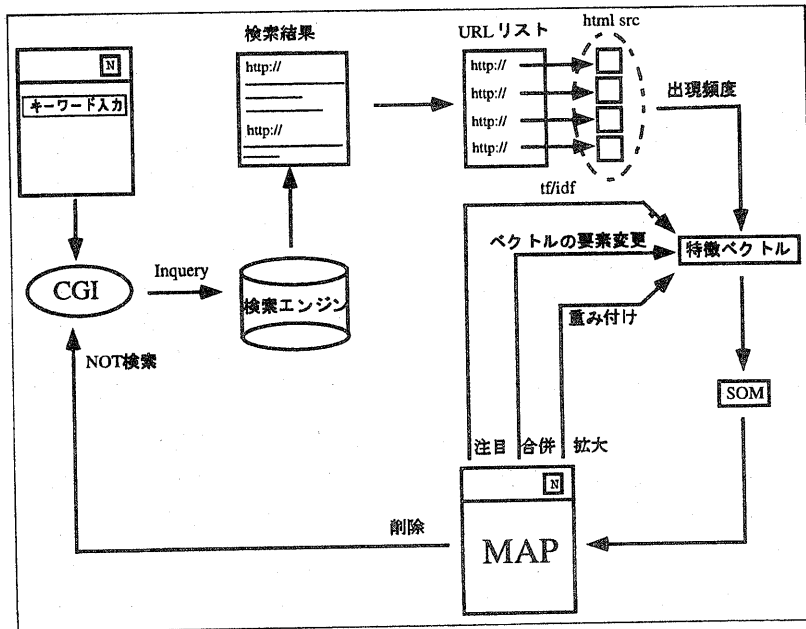 N
キーワード入力
CGI
Inquery
検索結果
http://
http://
検索エンジン
URL リスト
http://
http://
http://
http://
html src
出現頻度
tf/idf
ベクトルの要素変更
重み付け
特徴ベクトル
SOM
注目 合併 拡大
N
MAP
削除
NOT検索